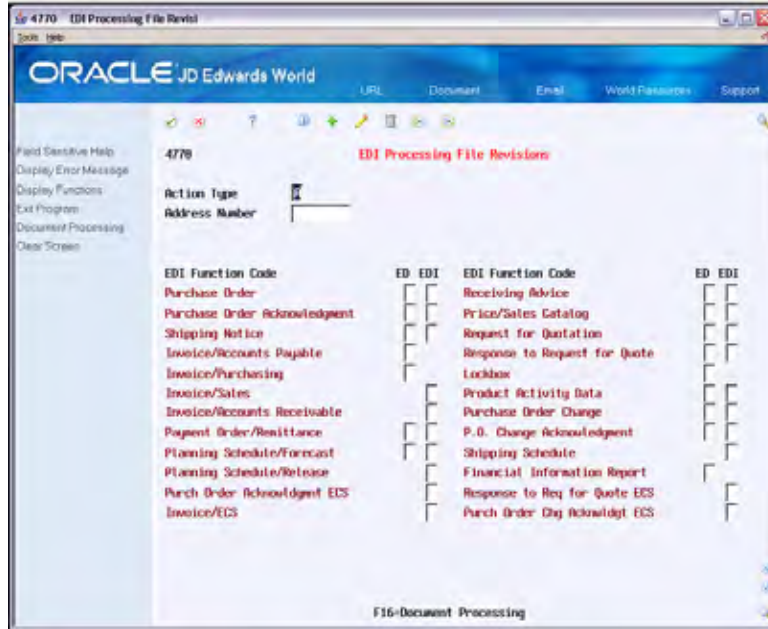 4770 EDI Processing File Revisi
Tools Help
ORACLE JD Edwards World
URL Document Email World Resources Support
Field Sensitive Help
Display Error Message
Display Functions
Exit Program
Document Processing
Clear Screen
4770 EDI Processing File Revisions
Action Type
Address Number
EDI Function Code ED EDI EDI Function Code ED EDI
Purchase Order Receiving Advice
Purchase Order Acknowledgment Price/Sales Catalog
Shipping Notice Request for Quotation
Invoice/Accounts Payable Response to Request for Quote
Invoice/Purchasing Lockbox
Invoice/Sales Product Activity Data
Invoice/Accounts Receivable Purchase Order Change
Payment Order/Remittance P.O. Change Acknowledgment
Planning Schedule/Forecast Shipping Schedule
Planning Schedule/Release Financial Information Report
Purch Order Acknowldgmt ECS Response to Req for Quote ECS
Invoice/ECS Purch Order Chg Acknwldgt ECS
F16=Document Processing